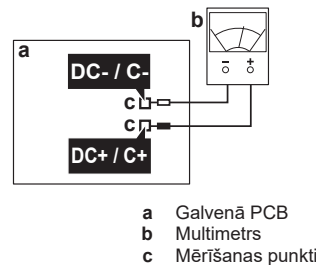 b
a
DC- / C-
– +
c
c
DC+ / C+
a Galvenā PCB
b Multimetrs
c Mērīšanas punkti